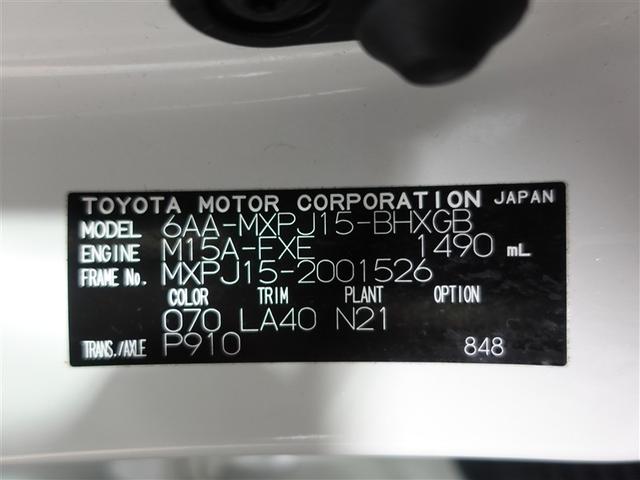 TOYOTA MOTOR CORPORATION JAPAN
MODEL 6AA-MXPJ15-BHXGB
ENGINE M15A-FXE 1490 mL
FRAME No. MXPJ15-2001526
COLOR TRIM PLANT OPTION
070 LA40 N21
TRANS./AXLE P910 848